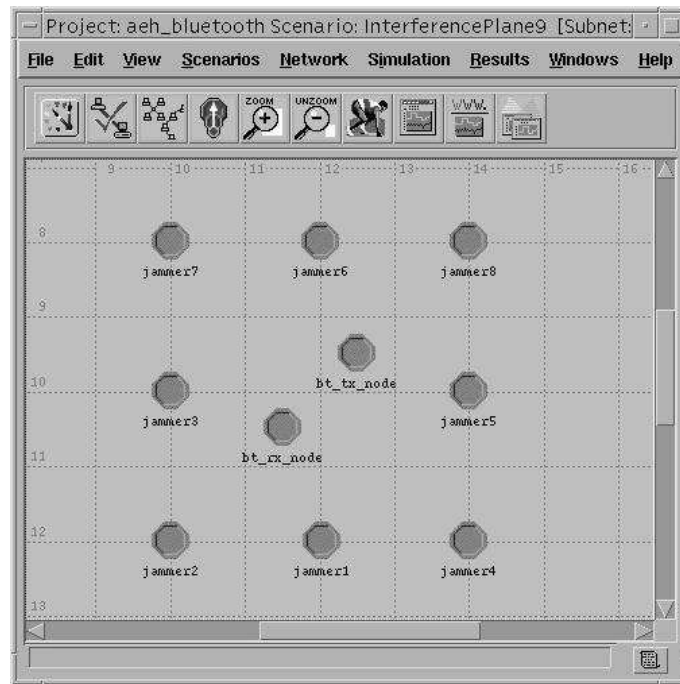 Project: aeh_bluetooth Scenario: InterferencePlane9 [Subnet:
File Edit View Scenarios Network Simulation Results Windows Help
ZOOM UNZOOM WWW.
9 10 11 12 13 14 15 16
8
jammer7 jammer6 jammer8
9
bt_tx_node
10
jammer3 jammer5
bt_rx_node
11
12
jammer2 jammer1 jammer4
13